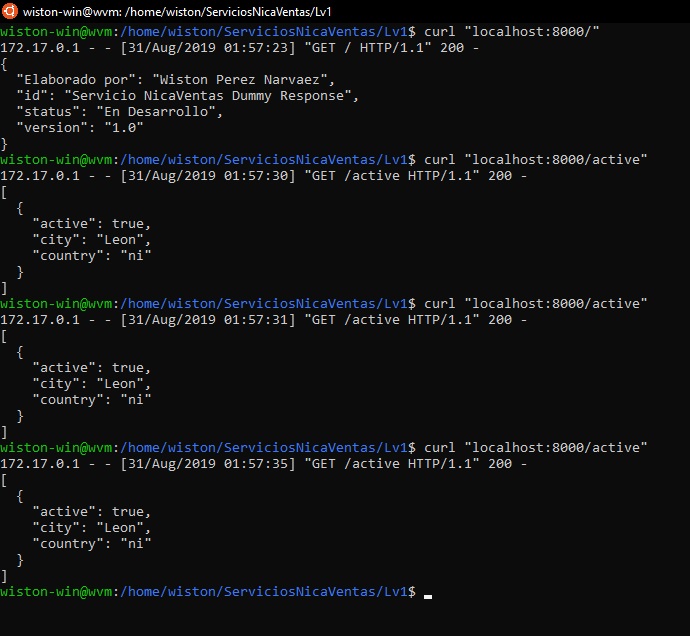 wiston-win@wvm: /home/wiston/ServiciosNicaVentas/Lv1
wiston-win@wvm:/home/wiston/ServiciosNicaVentas/Lv1$ curl "localhost:8000/"
172.17.0.1 - - [31/Aug/2019 01:57:23] "GET / HTTP/1.1" 200 -
{
  "Elaborado por": "Wiston Perez Narvaez",
  "id": "Servicio NicaVentas Dummy Response",
  "status": "En Desarrollo",
  "version": "1.0"
}
wiston-win@wvm:/home/wiston/ServiciosNicaVentas/Lv1$ curl "localhost:8000/active"
172.17.0.1 - - [31/Aug/2019 01:57:30] "GET /active HTTP/1.1" 200 -
[
  {
    "active": true,
    "city": "Leon",
    "country": "ni"
  }
]
wiston-win@wvm:/home/wiston/ServiciosNicaVentas/Lv1$ curl "localhost:8000/active"
172.17.0.1 - - [31/Aug/2019 01:57:31] "GET /active HTTP/1.1" 200 -
[
  {
    "active": true,
    "city": "Leon",
    "country": "ni"
  }
]
wiston-win@wvm:/home/wiston/ServiciosNicaVentas/Lv1$ curl "localhost:8000/active"
172.17.0.1 - - [31/Aug/2019 01:57:35] "GET /active HTTP/1.1" 200 -
[
  {
    "active": true,
    "city": "Leon",
    "country": "ni"
  }
]
wiston-win@wvm:/home/wiston/ServiciosNicaVentas/Lv1$